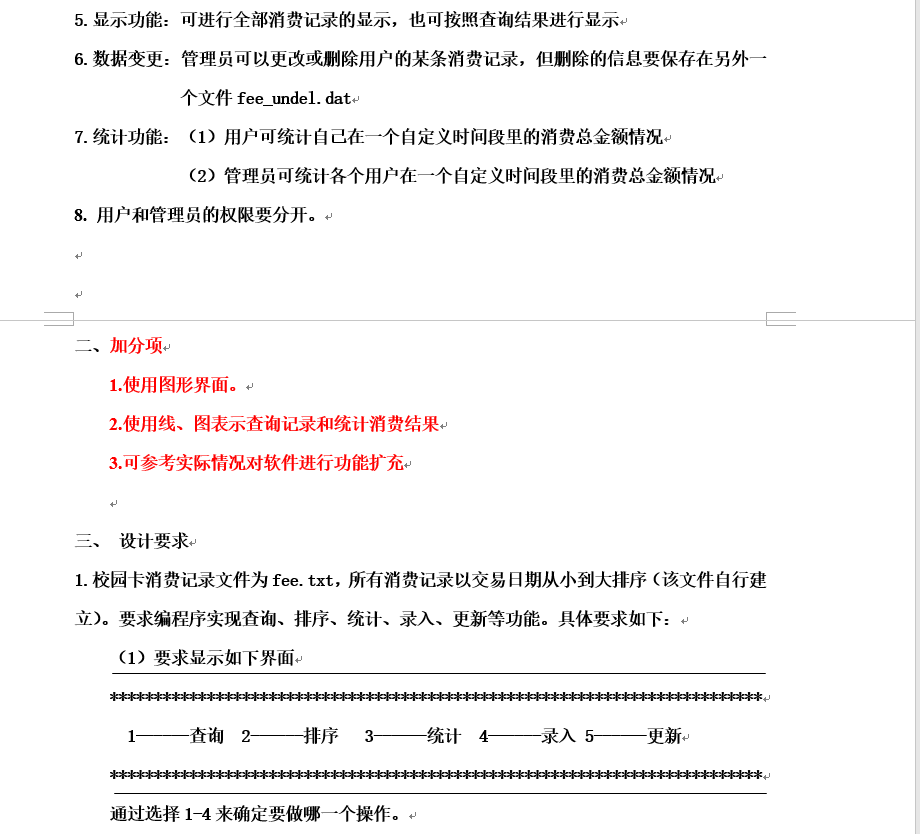 5.显示功能：可进行全部消费记录的显示，也可按照查询结果进行显示
6.数据变更：管理员可以更改或删除用户的某条消费记录，但删除的信息要保存在另外一
个文件 fee_undel.dat
7.统计功能：（1）用户可统计自己在一个自定义时间段里的消费总金额情况
（2）管理员可统计各个用户在一个自定义时间段里的消费总金额情况
8. 用户和管理员的权限要分开。
二、加分项
1.使用图形界面。
2.使用线、图表示查询记录和统计消费结果
3.可参考实际情况对软件进行功能扩充
三、 设计要求
1.校园卡消费记录文件为 fee.txt，所有消费记录以交易日期从小到大排序（该文件自行建
立）。要求编程序实现查询、排序、统计、录入、更新等功能。具体要求如下：
（1）要求显示如下界面
**************************************************************************
1------查询 2------排序 3------统计 4------录入 5------更新
**************************************************************************
通过选择 1-4 来确定要做哪一个操作。